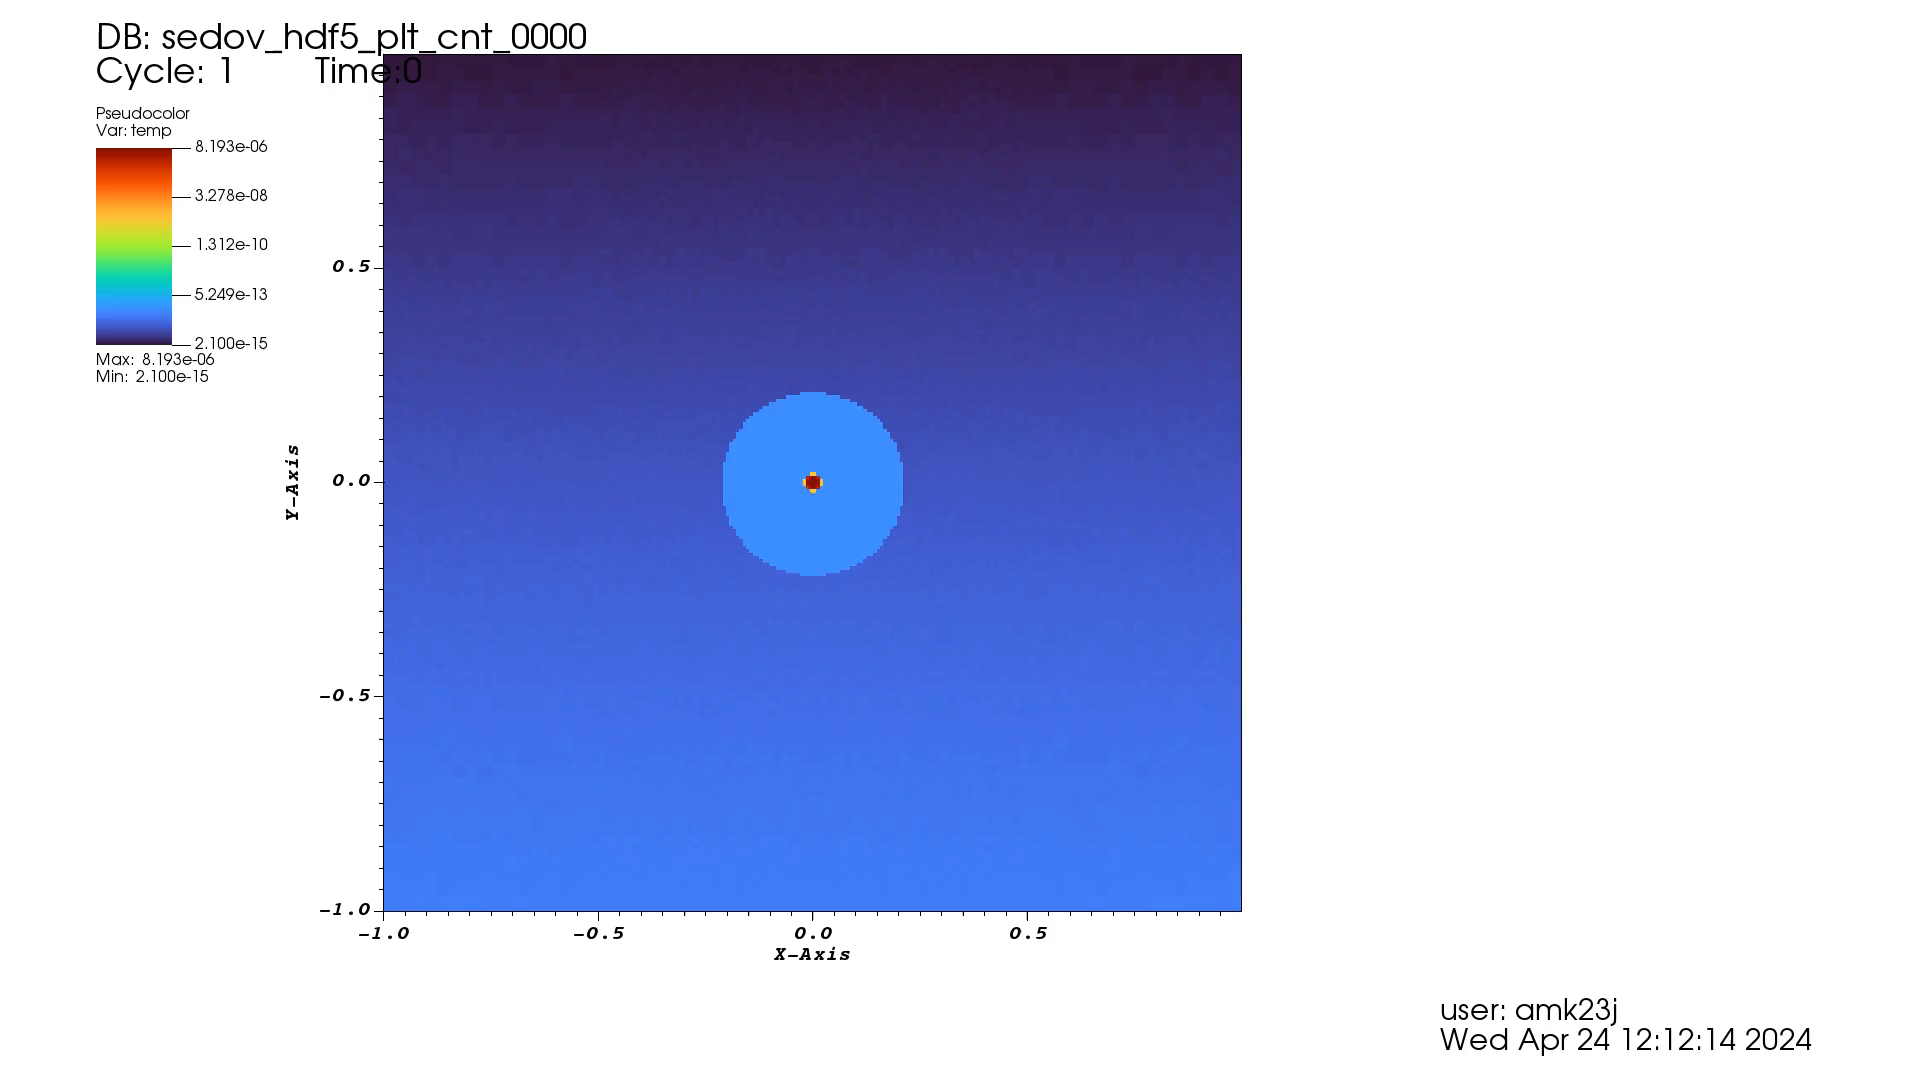 DB: sedov_hdf5_plt_cnt_0000
Cycle: 1 Time:0
Pseudocolor
Var: temp
8.193e-06
3.278e-08
1.312e-10
5.249e-13
2.100e-15
Max: 8.193e-06
Min: 2.100e-15
0.5
0.0
-0.5
-1.0
Y-Axis
-1.0 -0.5 0.0 0.5
X-Axis
user: amk23j
Wed Apr 24 12:12:14 2024